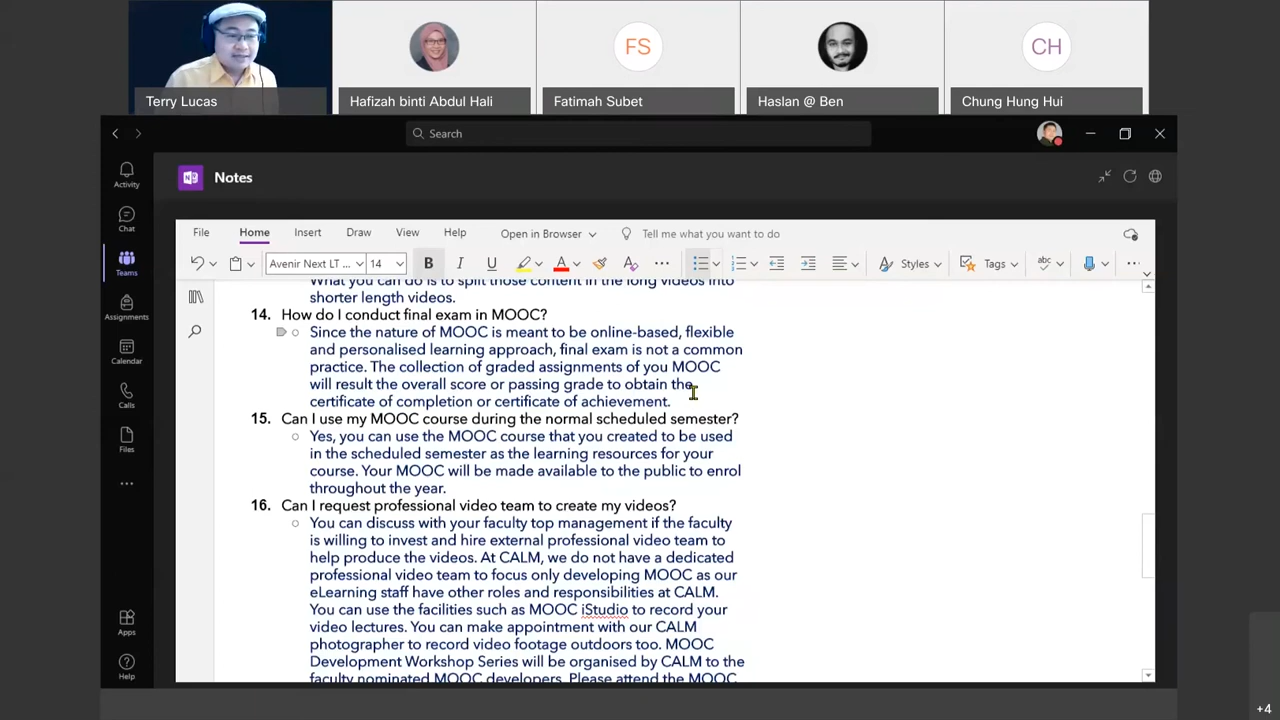 FS
CH
Terry Lucas
Hafizah binti Abdul Hali
Fatimah Subet
Haslan @ Ben
Chung Hung Hui
Search
Activity
Chat
Teams
Assignments
Calendar
Calls
Files
Apps
Help
Notes
File Home Insert Draw View Help Open in Browser Tell me what you want to do
Avenir Next LT ... 14 B I U A Styles Tags abc
What you can do is to split those content in the long videos into
shorter length videos.
14. How do I conduct final exam in MOOC?
Since the nature of MOOC is meant to be online-based, flexible
and personalised learning approach, final exam is not a common
practice. The collection of graded assignments of you MOOC
will result the overall score or passing grade to obtain the
certificate of completion or certificate of achievement.
15. Can I use my MOOC course during the normal scheduled semester?
Yes, you can use the MOOC course that you created to be used
in the scheduled semester as the learning resources for your
course. Your MOOC will be made available to the public to enrol
throughout the year.
16. Can I request professional video team to create my videos?
You can discuss with your faculty top management if the faculty
is willing to invest and hire external professional video team to
help produce the videos. At CALM, we do not have a dedicated
professional video team to focus only developing MOOC as our
eLearning staff have other roles and responsibilities at CALM.
You can use the facilities such as MOOC iStudio to record your
video lectures. You can make appointment with our CALM
photographer to record video footage outdoors too. MOOC
Development Workshop Series will be organised by CALM to the
faculty nominated MOOC developers. Please attend the MOOC
+4